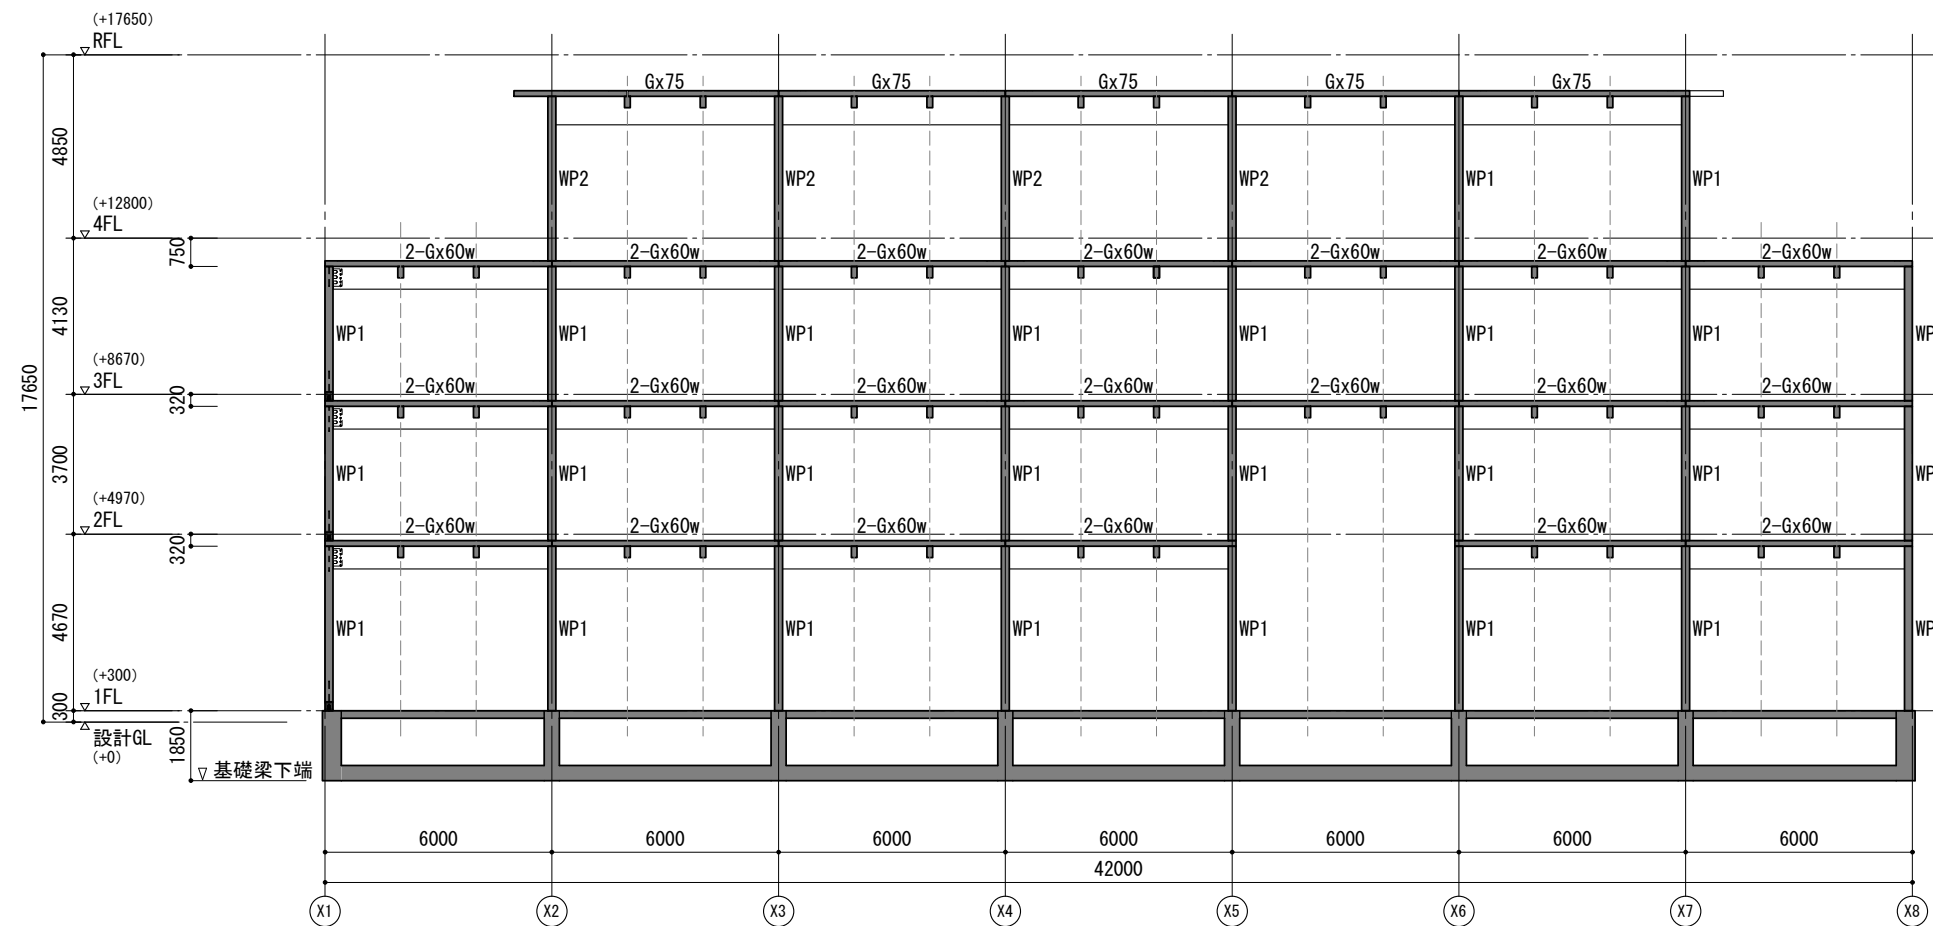 (+17650)
RFL
Gx75 Gx75 Gx75 Gx75 Gx75
4850
WP2 WP2 WP2 WP2 WP1 WP1
(+12800)
4FL
750
2-Gx60w 2-Gx60w 2-Gx60w 2-Gx60w 2-Gx60w 2-Gx60w 2-Gx60w
4130
WP1 WP1 WP1 WP1 WP1 WP1 WP1 WP
(+8670)
3FL
17650
320
2-Gx60w 2-Gx60w 2-Gx60w 2-Gx60w 2-Gx60w 2-Gx60w 2-Gx60w
3700
WP1 WP1 WP1 WP1 WP1 WP1 WP1 WP
(+4970)
2FL
320
2-Gx60w 2-Gx60w 2-Gx60w 2-Gx60w 2-Gx60w 2-Gx60w
4670
WP1 WP1 WP1 WP1 WP1 WP1 WP1 WP
(+300)
1FL
300
設計GL
(+0)
1850
基礎梁下端
6000 6000 6000 6000 6000 6000 6000
42000
X1 X2 X3 X4 X5 X6 X7 X8